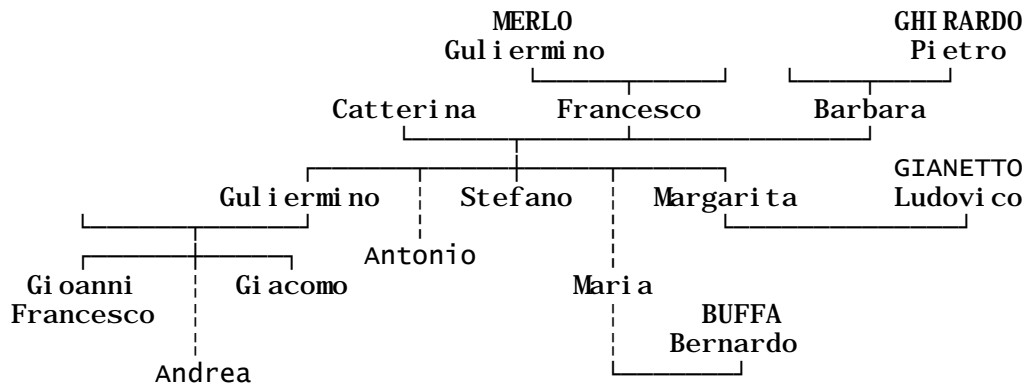 MERLO GHIRARDO
Guliermino Pietro
Catterina Francesco Barbara
GIANETTO
Guliermino Stefano Margarita Ludovico
Antonio
Gioanni Giacomo Maria
Francesco BUFFA
Bernardo
Andrea